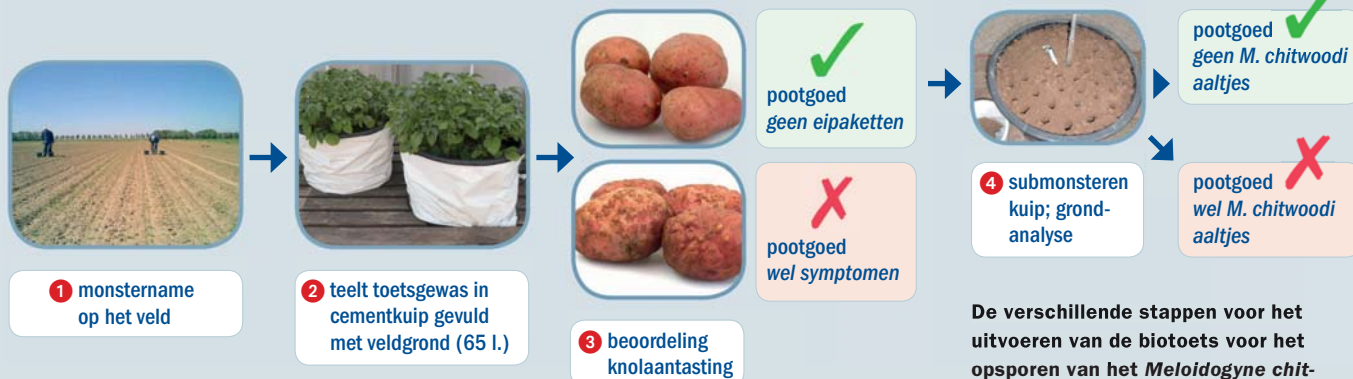 1 monstername
op het veld
2 teelt toetsgewas in
cementkuip gevuld
met veldgrond (65 l.)
3 beoordeling
knolaantasting
pootgoed
geen eipaketten
pootgoed
wel symptomen
4 submonsteren
kuip; grond-
analyse
pootgoed
geen M. chitwoodi
aaltjes
pootgoed
wel M. chitwoodi
aaltjes
De verschillende stappen voor het
uitvoeren van de biotoets voor het
opsporen van het Meloidogyne chit-